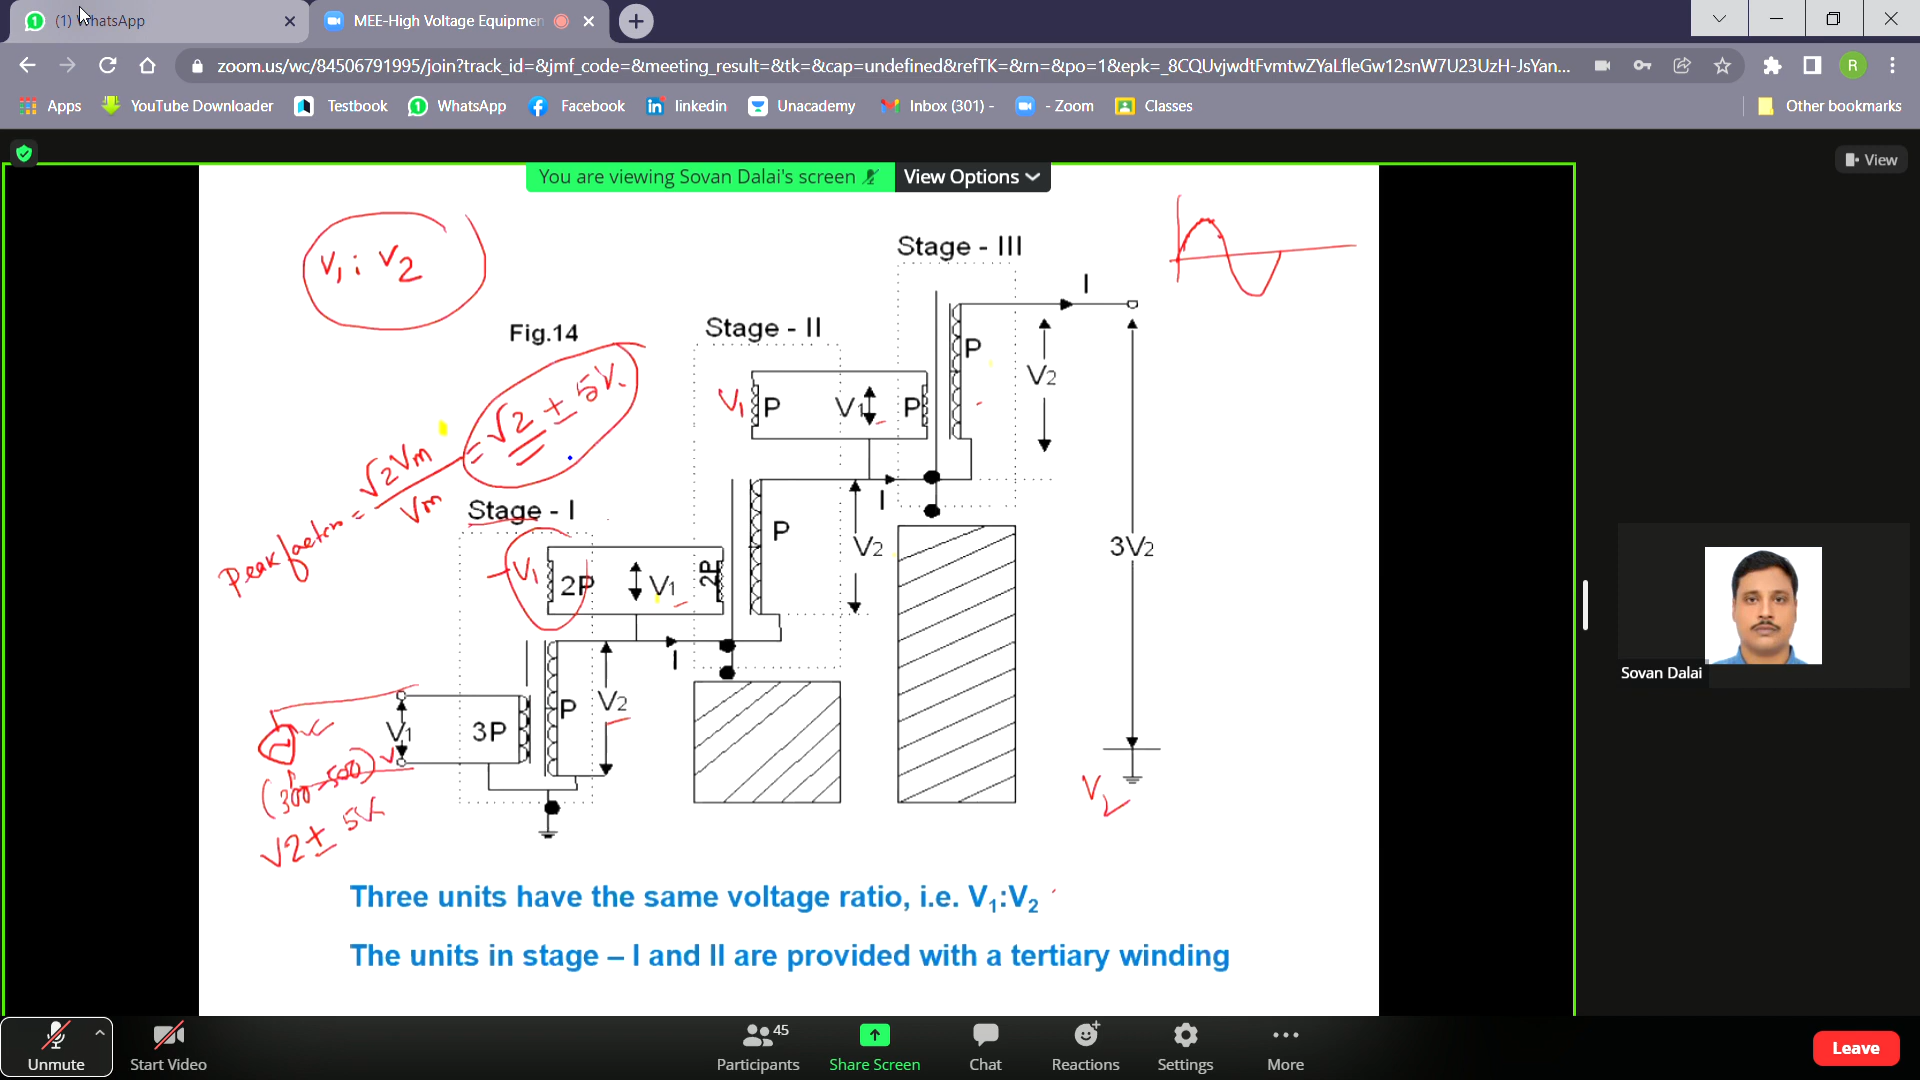 (1) WhatsApp
MEE-High Voltage Equipmen
zoom.us/wc/84506791995/join?track_id=&jmf_code=&meeting_result=&tk=&cap=undefined&refTK=&rn=&po=1&epk=_8CQUvjwdtFvmtwZYaLfleGw12snW7U23UzH-JsYan...
R
Apps YouTube Downloader Testbook WhatsApp Facebook linkedin Unacademy Inbox (301) - - Zoom Classes Other bookmarks
You are viewing Sovan Dalai's screen View Options
View
V1 : V2
Stage - III
I
Fig.14
Stage - II
P
V2
√2 ± 5%
V1 P V1 P
Peak factor = √2Vm / Vm =
Stage - I
I
P
V2
3V2
V1 2P V1 2P
I
P V2
V1 3P
(300-500) V
√2 ± 5%
V2
Three units have the same voltage ratio, i.e. V1:V2
The units in stage – I and II are provided with a tertiary winding
Sovan Dalai
Unmute Start Video
45
Participants Share Screen Chat Reactions Settings More
Leave